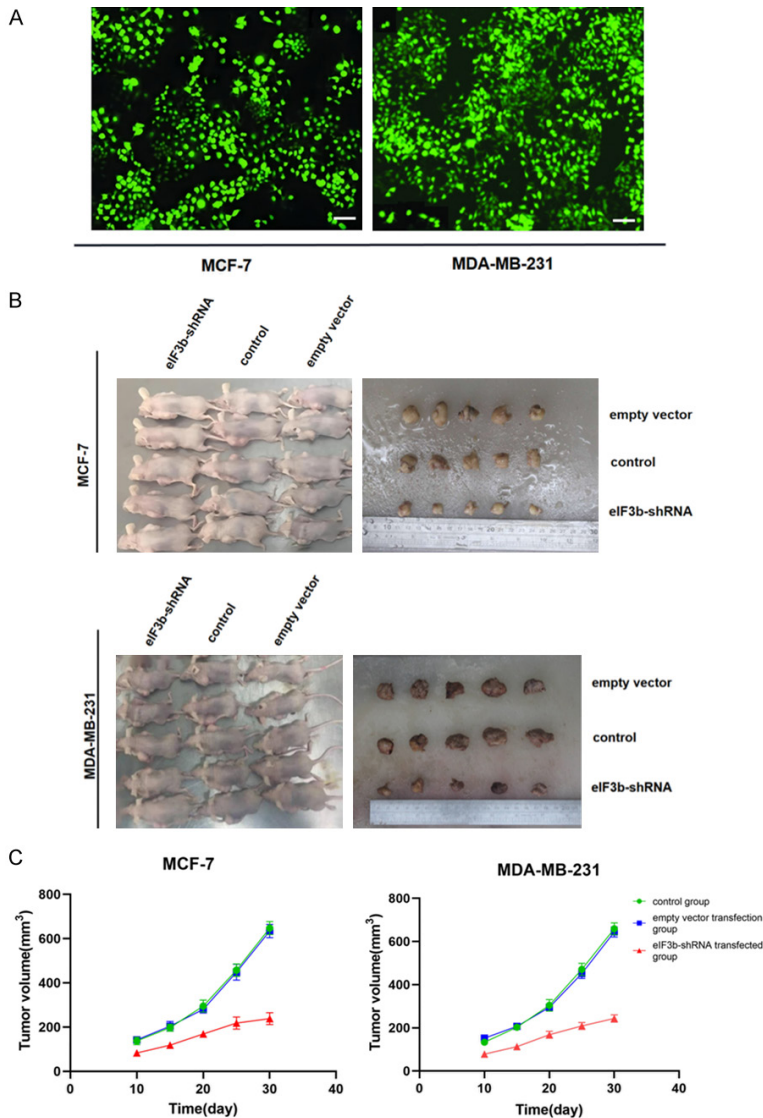 A
MCF-7
MDA-MB-231
B
eIF3b-shRNA
control
empty vector
MCF-7
empty vector
control
eIF3b-shRNA
eIF3b-shRNA
control
empty vector
MDA-MB-231
empty vector
control
eIF3b-shRNA
C
MCF-7
Tumor volume(mm³)
800
600
400
200
0
0
10
20
30
40
Time(day)
MDA-MB-231
Tumor volume(mm³)
800
600
400
200
0
0
10
20
30
40
Time(day)
control group
empty vector transfection
group
eIF3b-shRNA transfected
group